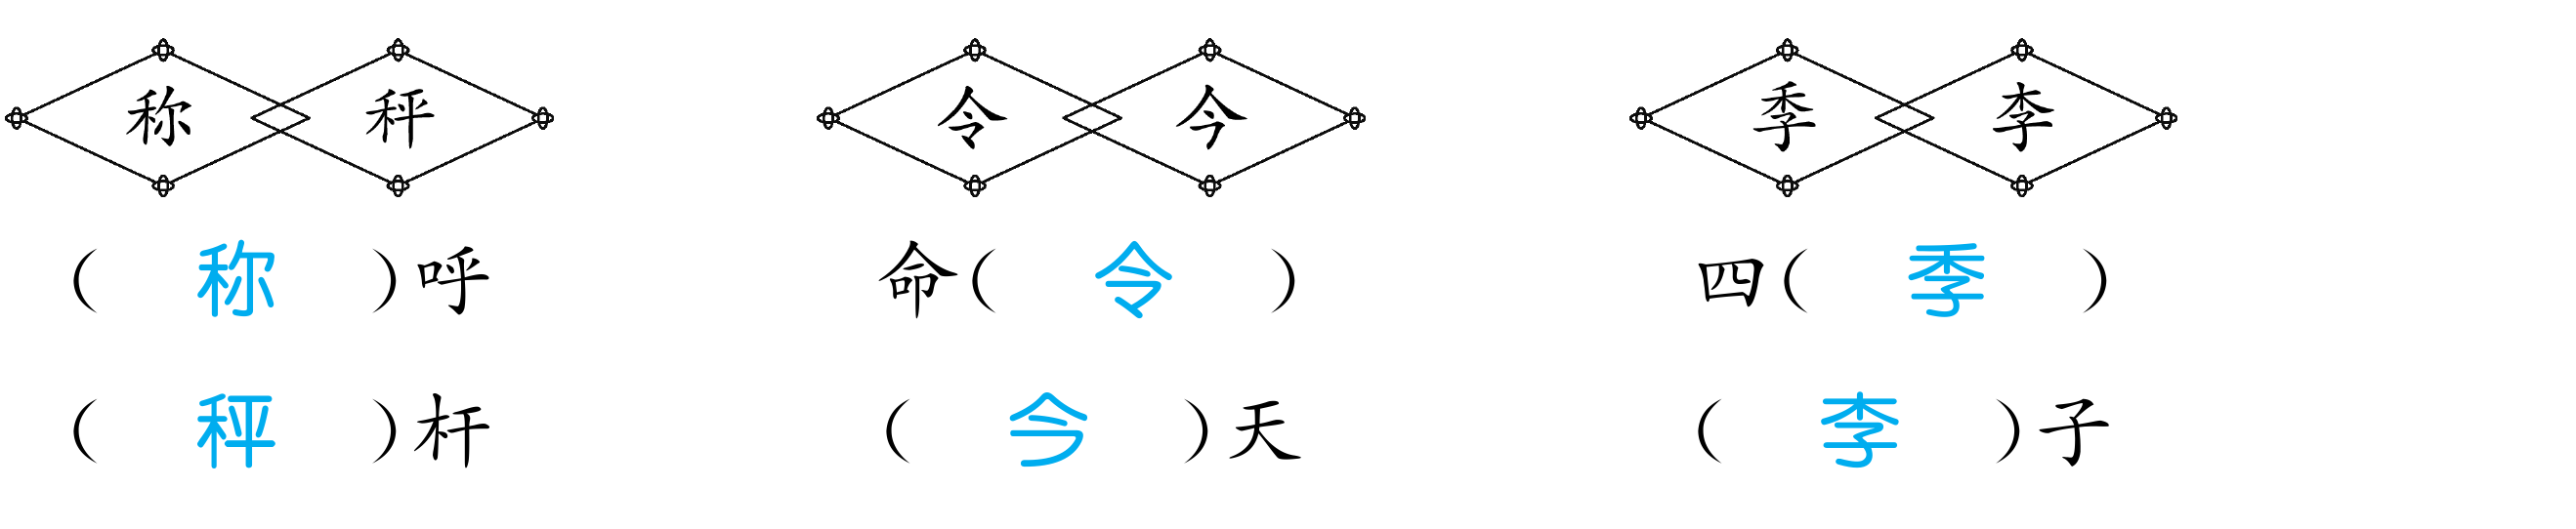 称 秤 令 今 季 李
（ 称 ）呼 命（ 令 ） 四（ 季 ）
（ 秤 ）杆 （ 今 ）天 （ 李 ）子